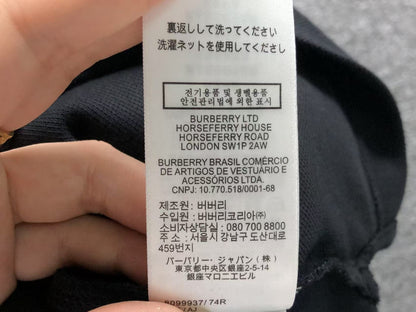 裏返しして洗ってください
洗濯ネットを使用してください
전기용품 및 생활용품
안전관리법에 의한 표시
BURBERRY LTD
HORSEFERRY HOUSE
HORSEFERRY ROAD
LONDON SW1P 2AW
BURBERRY BRASIL COMÉRCIO
DE ARTIGOS DE VESTUÁRIO E
ACESSÓRIOS LTDA.
CNPJ: 10.770.518/0001-68
제조원 : 버버리
수입원 : 버버리코리아㈜
소비자상담실 : 080 700 8800
주소 : 서울시 강남구 도산대로
459번지
バーバリー・ジャパン(株)
東京都中央区銀座2-5-14
銀座マロニエビル
8099937/74R